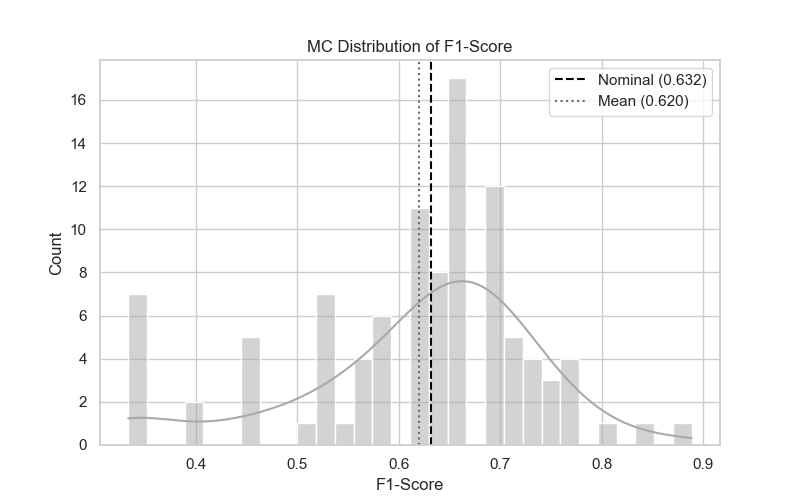 MC Distribution of F1-Score
Nominal (0.632)
Mean (0.620)
Count
16
14
12
10
8
6
4
2
0
0.4 0.5 0.6 0.7 0.8 0.9
F1-Score